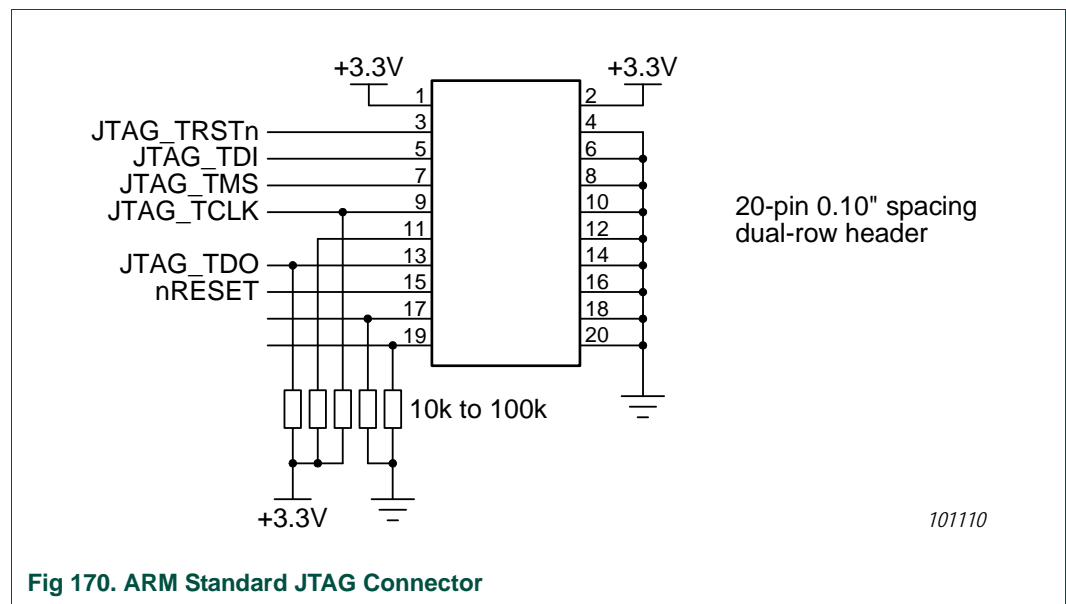 +3.3V +3.3V
1 2
JTAG_TRSTn 3 4
JTAG_TDI 5 6
JTAG_TMS 7 8
JTAG_TCLK 9 10
11 12
JTAG_TDO 13 14
nRESET 15 16
17 18
19 20
20-pin 0.10" spacing
dual-row header
10k to 100k
+3.3V
101110
Fig 170. ARM Standard JTAG Connector